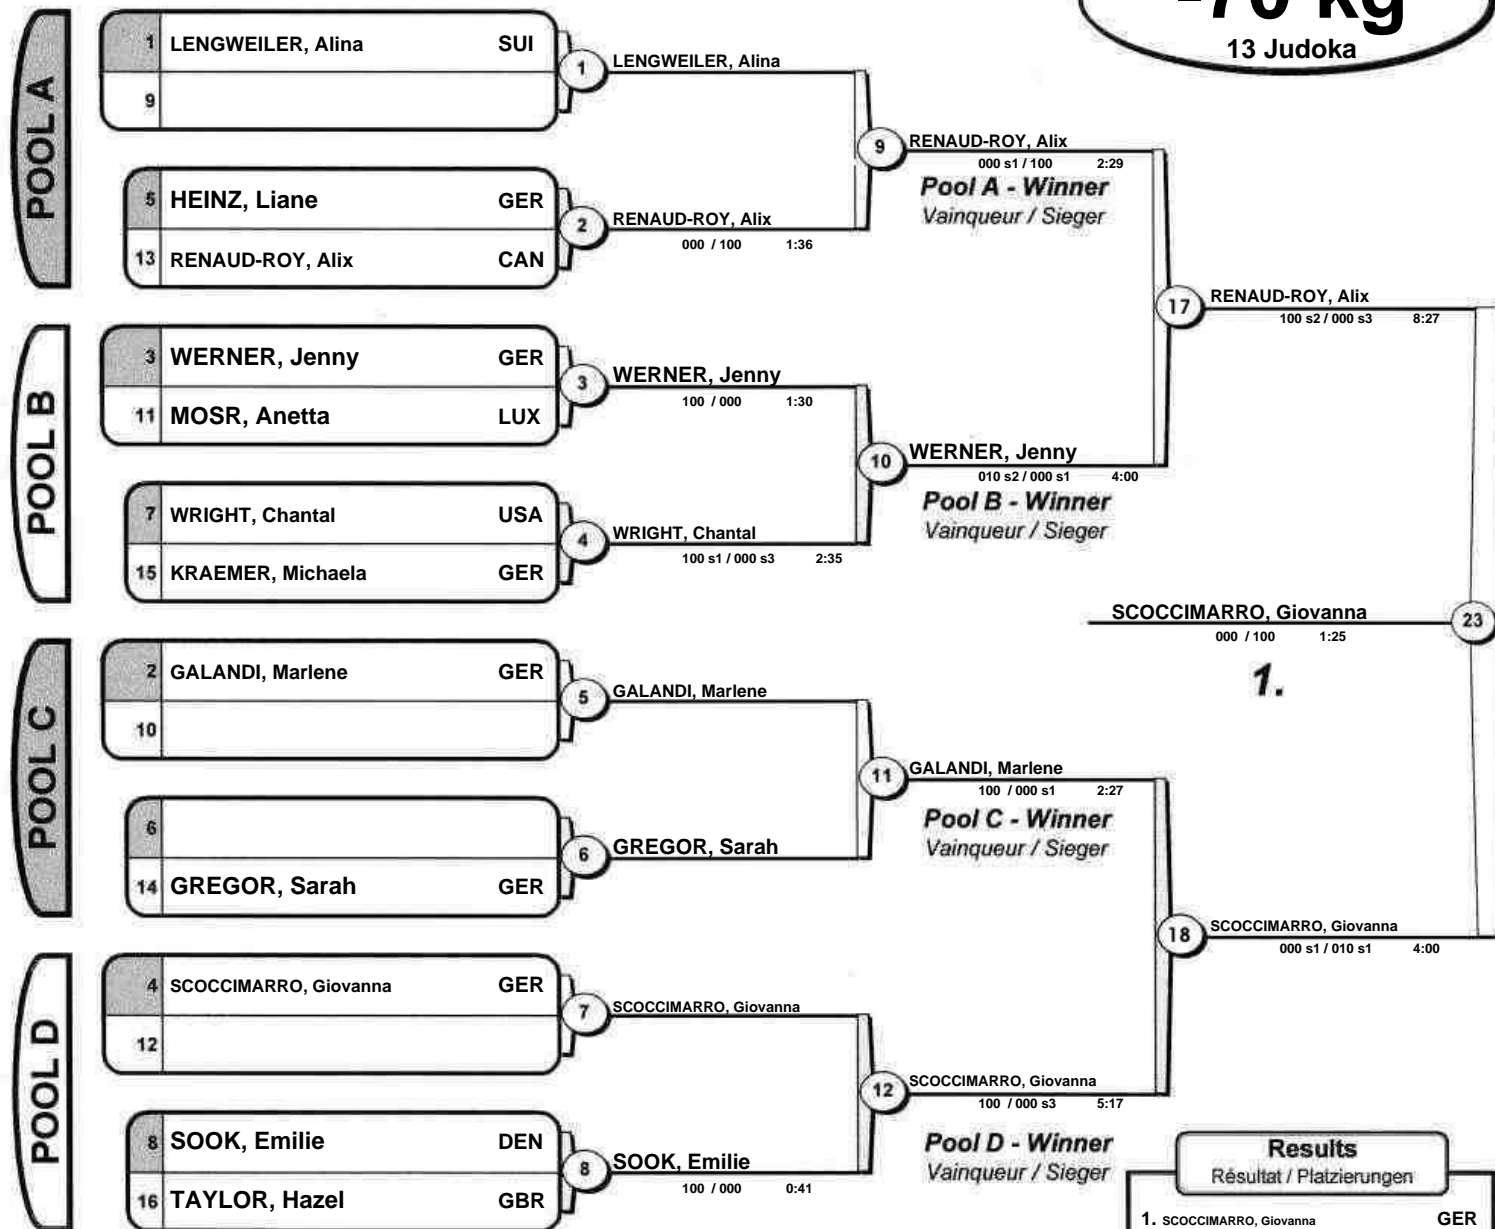 -70 kg
13 Judoka
POOL A
1 LENGWEILER, Alina SUI
9
1 LENGWEILER, Alina
5 HEINZ, Liane GER
13 RENAUD-ROY, Alix CAN
2 RENAUD-ROY, Alix
000 / 100 1:36
9 RENAUD-ROY, Alix
000 s1 / 100 2:29
Pool A - Winner
Vainqueur / Sieger
POOL B
3 WERNER, Jenny GER
11 MOSR, Anetta LUX
3 WERNER, Jenny
100 / 000 1:30
7 WRIGHT, Chantal USA
15 KRAEMER, Michaela GER
4 WRIGHT, Chantal
100 s1 / 000 s3 2:35
10 WERNER, Jenny
010 s2 / 000 s1 4:00
Pool B - Winner
Vainqueur / Sieger
17 RENAUD-ROY, Alix
100 s2 / 000 s3 8:27
SCOCCIMARRO, Giovanna 23
000 / 100 1:25
1.
POOL C
2 GALANDI, Marlene GER
10
5 GALANDI, Marlene
6
14 GREGOR, Sarah GER
6 GREGOR, Sarah
11 GALANDI, Marlene
100 / 000 s1 2:27
Pool C - Winner
Vainqueur / Sieger
18 SCOCCIMARRO, Giovanna
000 s1 / 010 s1 4:00
POOL D
4 SCOCCIMARRO, Giovanna GER
12
7 SCOCCIMARRO, Giovanna
8 SOOK, Emilie DEN
16 TAYLOR, Hazel GBR
8 SOOK, Emilie
100 / 000 0:41
12 SCOCCIMARRO, Giovanna
100 / 000 s3 5:17
Pool D - Winner
Vainqueur / Sieger
Results
Résultat / Platzierungen
1. SCOCCIMARRO, Giovanna GER